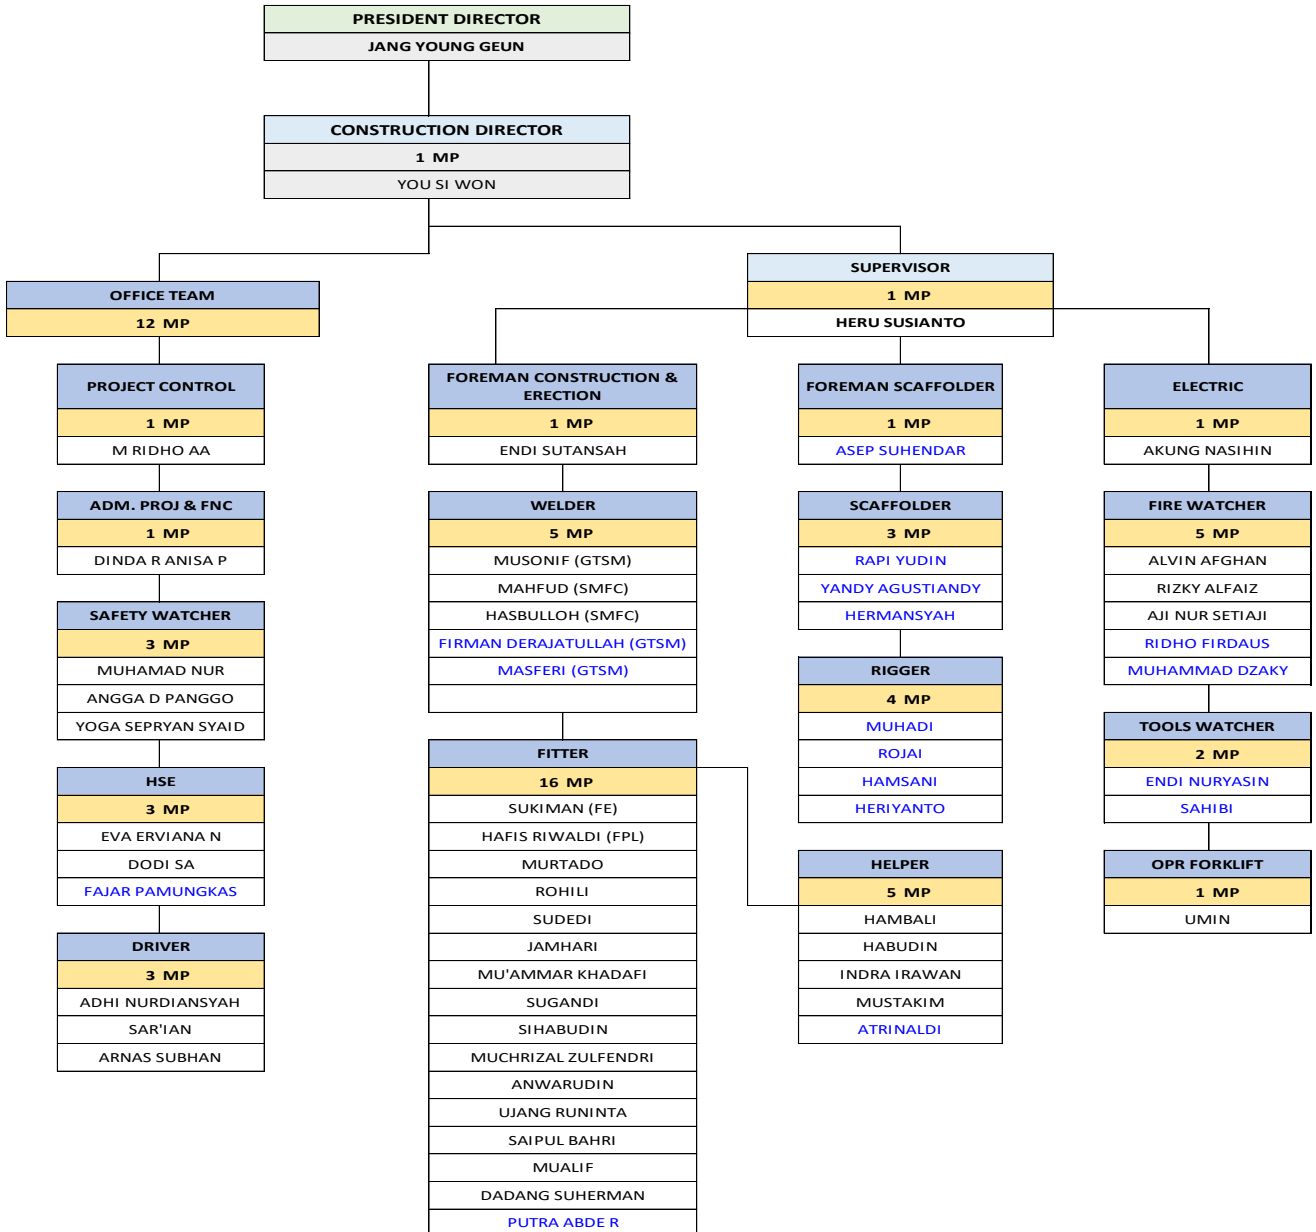 PRESIDENT DIRECTOR
JANG YOUNG GEUN
CONSTRUCTION DIRECTOR
1 MP
YOU SI WON
OFFICE TEAM
12 MP
PROJECT CONTROL
1 MP
M RIDHO AA
ADM. PROJ & FNC
1 MP
DINDA R ANISA P
SAFETY WATCHER
3 MP
MUHAMAD NUR
ANGGA D PANGGO
YOGA SEPRYAN SYAID
HSE
3 MP
EVA ERVIANA N
DODI SA
FAJAR PAMUNGKAS
DRIVER
3 MP
ADHI NURDIANSYAH
SAR'IAN
ARNAS SUBHAN
SUPERVISOR
1 MP
HERU SUSIANTO
FOREMAN CONSTRUCTION &
ERECTION
1 MP
ENDI SUTANSAH
WELDER
5 MP
MUSONIF (GTSM)
MAHFUD (SMFC)
HASBULLOH (SMFC)
FIRMAN DERAJATULLAH (GTSM)
MASFERI (GTSM)
FITTER
16 MP
SUKIMAN (FE)
HAFIS RIWALDI (FPL)
MURTADO
ROHILI
SUDEDI
JAMHARI
MU'AMMAR KHADAFI
SUGANDI
SIHABUDIN
MUCHRIZAL ZULFENDRI
ANWARUDIN
UJANG RUNINTA
SAIPUL BAHRI
MUALIF
DADANG SUHERMAN
PUTRA ABDE R
FOREMAN SCAFFOLDER
1 MP
ASEP SUHENDAR
SCAFFOLDER
3 MP
RAPI YUDIN
YANDY AGUSTIANDY
HERMANSYAH
RIGGER
4 MP
MUHADI
ROJAI
HAMSANI
HERIYANTO
HELPER
5 MP
HAMBALI
HABUDIN
INDRA IRAWAN
MUSTAKIM
ATRINALDI
ELECTRIC
1 MP
AKUNG NASIHIN
FIRE WATCHER
5 MP
ALVIN AFGHAN
RIZKY ALFAIZ
AJI NUR SETIAJI
RIDHO FIRDAUS
MUHAMMAD DZAKY
TOOLS WATCHER
2 MP
ENDI NURYASIN
SAHIBI
OPR FORKLIFT
1 MP
UMIN